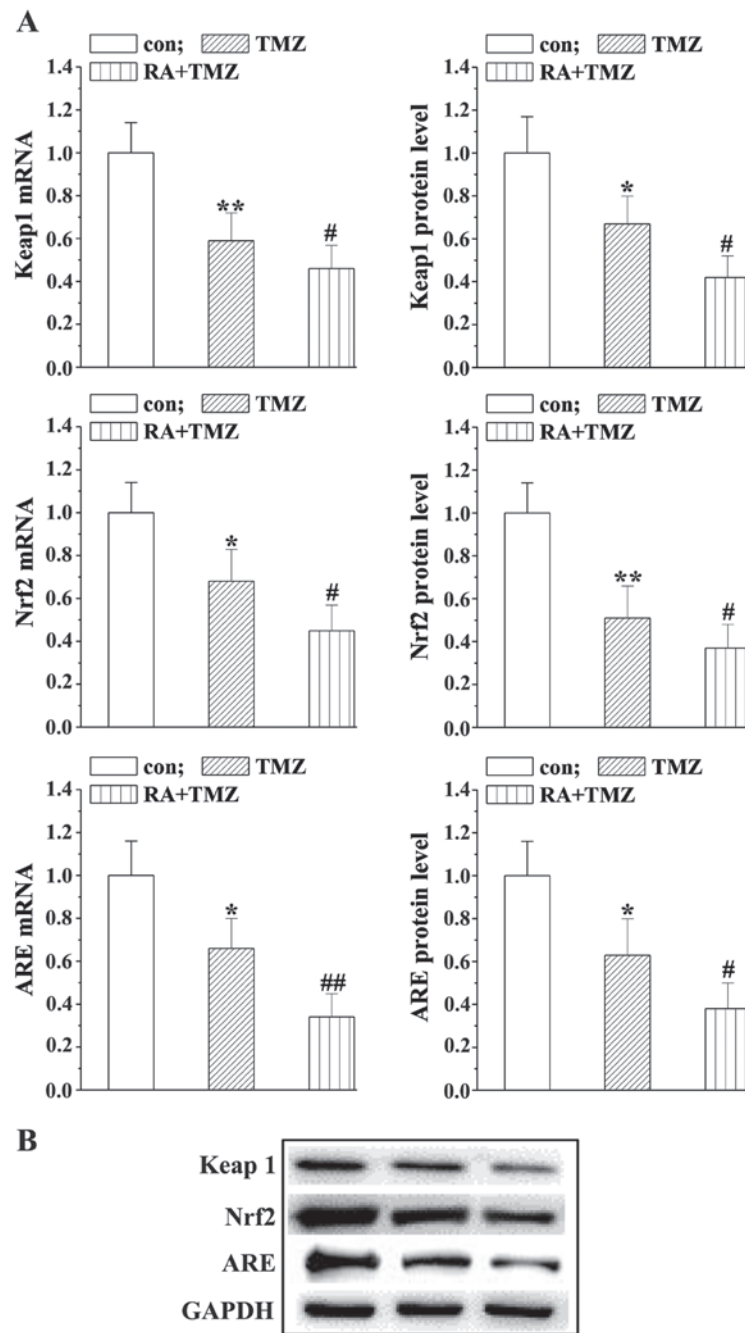 A
con; TMZ
RA+TMZ
Keap1 mRNA
1.4
1.2
1.0
0.8
0.6
0.4
0.2
0.0
**
#
con; TMZ
RA+TMZ
Keap1 protein level
1.4
1.2
1.0
0.8
0.6
0.4
0.2
0.0
*
#
con; TMZ
RA+TMZ
Nrf2 mRNA
1.4
1.2
1.0
0.8
0.6
0.4
0.2
0.0
*
#
con; TMZ
RA+TMZ
Nrf2 protein level
1.4
1.2
1.0
0.8
0.6
0.4
0.2
0.0
**
#
con; TMZ
RA+TMZ
ARE mRNA
1.4
1.2
1.0
0.8
0.6
0.4
0.2
0.0
*
##
con; TMZ
RA+TMZ
ARE protein level
1.4
1.2
1.0
0.8
0.6
0.4
0.2
0.0
*
#
B
Keap 1
Nrf2
ARE
GAPDH